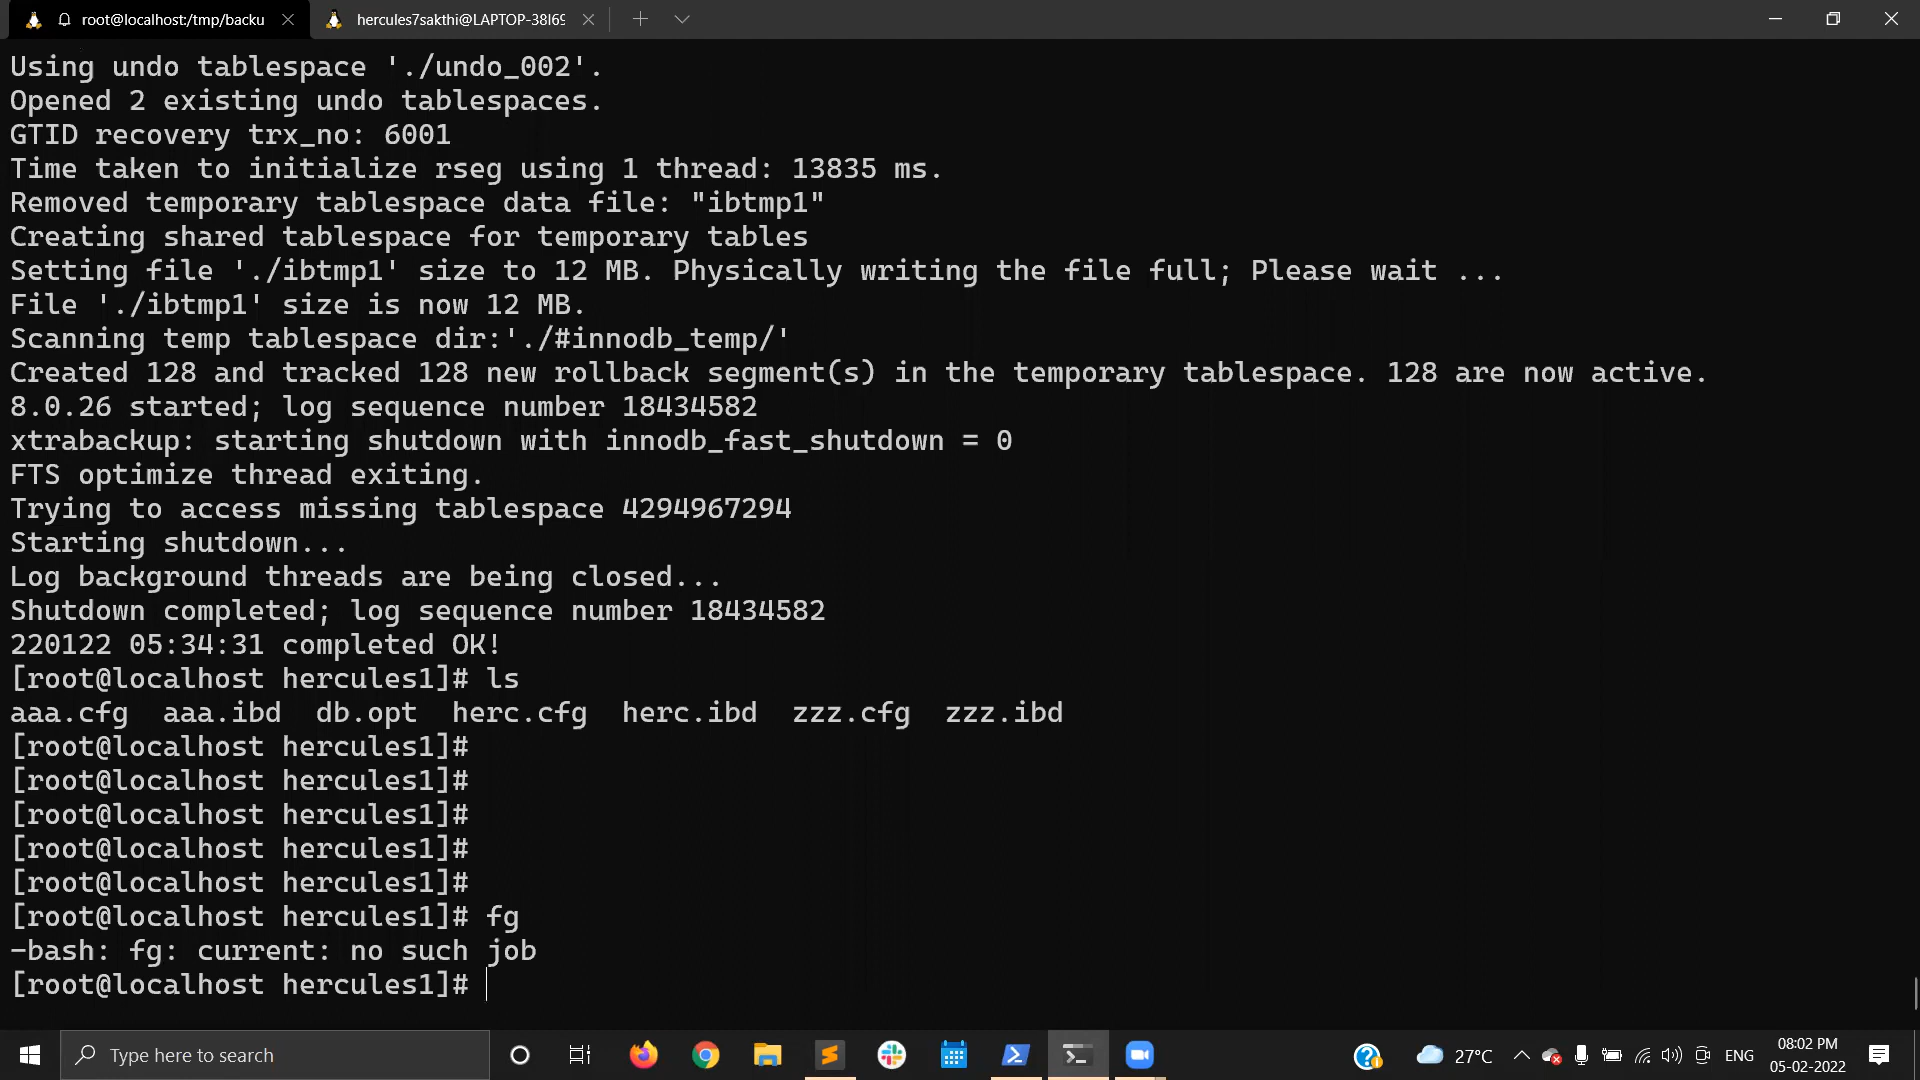 root@localhost:/tmp/backu
hercules7sakthi@LAPTOP-38l69
Using undo tablespace './undo_002'.
Opened 2 existing undo tablespaces.
GTID recovery trx_no: 6001
Time taken to initialize rseg using 1 thread: 13835 ms.
Removed temporary tablespace data file: "ibtmp1"
Creating shared tablespace for temporary tables
Setting file './ibtmp1' size to 12 MB. Physically writing the file full; Please wait ...
File './ibtmp1' size is now 12 MB.
Scanning temp tablespace dir:'./#innodb_temp/'
Created 128 and tracked 128 new rollback segment(s) in the temporary tablespace. 128 are now active.
8.0.26 started; log sequence number 18434582
xtrabackup: starting shutdown with innodb_fast_shutdown = 0
FTS optimize thread exiting.
Trying to access missing tablespace 4294967294
Starting shutdown...
Log background threads are being closed...
Shutdown completed; log sequence number 18434582
220122 05:34:31 completed OK!
[root@localhost hercules1]# ls
aaa.cfg  aaa.ibd  db.opt  herc.cfg  herc.ibd  zzz.cfg  zzz.ibd
[root@localhost hercules1]#
[root@localhost hercules1]#
[root@localhost hercules1]#
[root@localhost hercules1]#
[root@localhost hercules1]#
[root@localhost hercules1]# fg
-bash: fg: current: no such job
[root@localhost hercules1]#
Type here to search
27°C
ENG
08:02 PM
05-02-2022